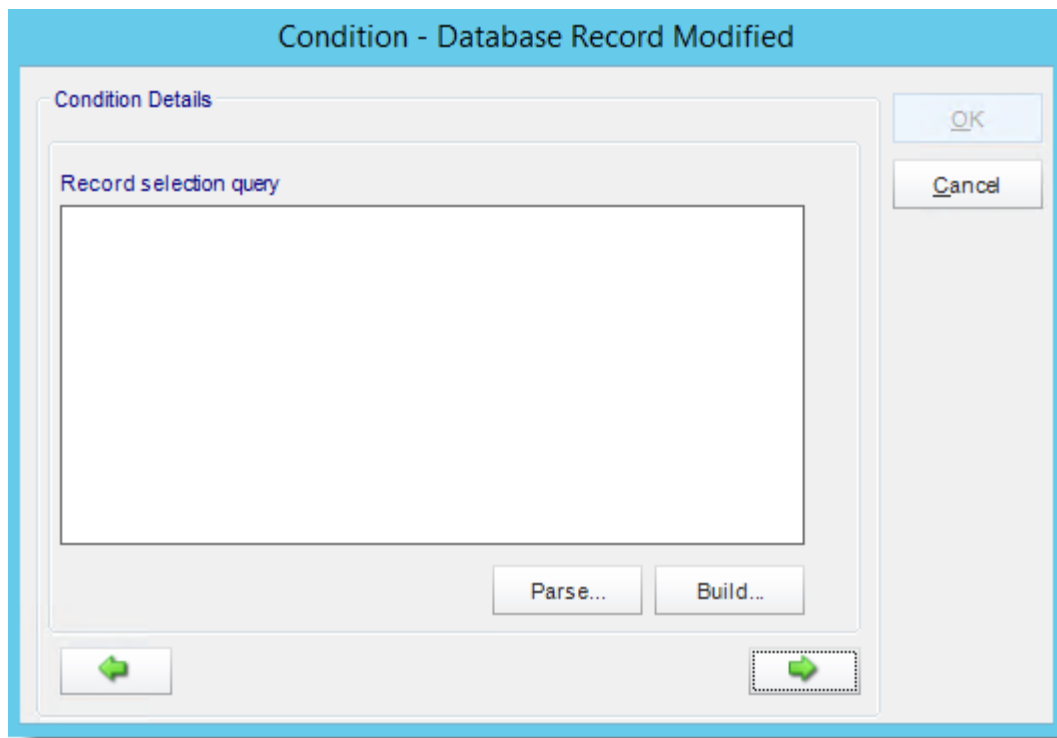 Condition - Database Record Modified
Condition Details
OK
Record selection query
Cancel
Parse...
Build...